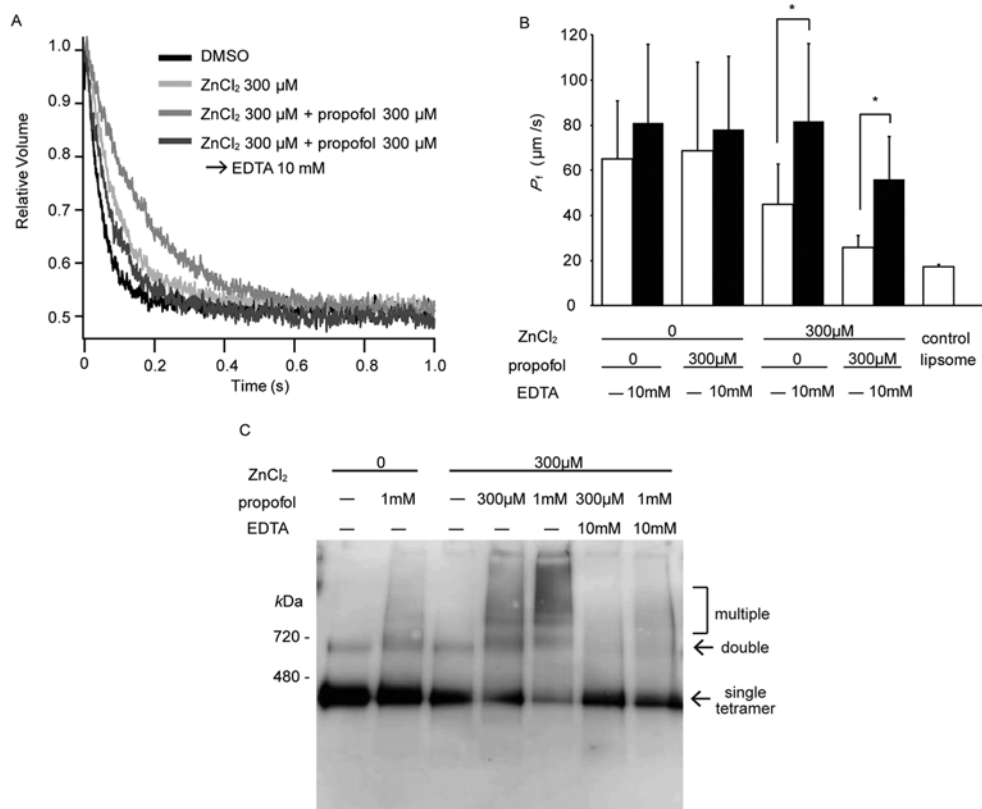 A
1.0
0.9
0.8
0.7
0.6
0.5
Relative Volume
0
0.2
0.4
0.6
0.8
1.0
Time (s)
DMSO
ZnCl₂ 300 µM
ZnCl₂ 300 µM + propofol 300 µM
ZnCl₂ 300 µM + propofol 300 µM
→ EDTA 10 mM
B
120
100
80
60
40
20
0
Pf (µm /s)
* 
*
ZnCl₂ 0 300µM control
propofol 0 300µM 0 300µM lipsome
EDTA — 10mM — 10mM — 10mM — 10mM
C
ZnCl₂ 0 300µM
propofol — 1mM — 300µM 1mM 300µM 1mM
EDTA — — — — — 10mM 10mM
kDa
720 -
480 -
multiple
← double
← single
tetramer